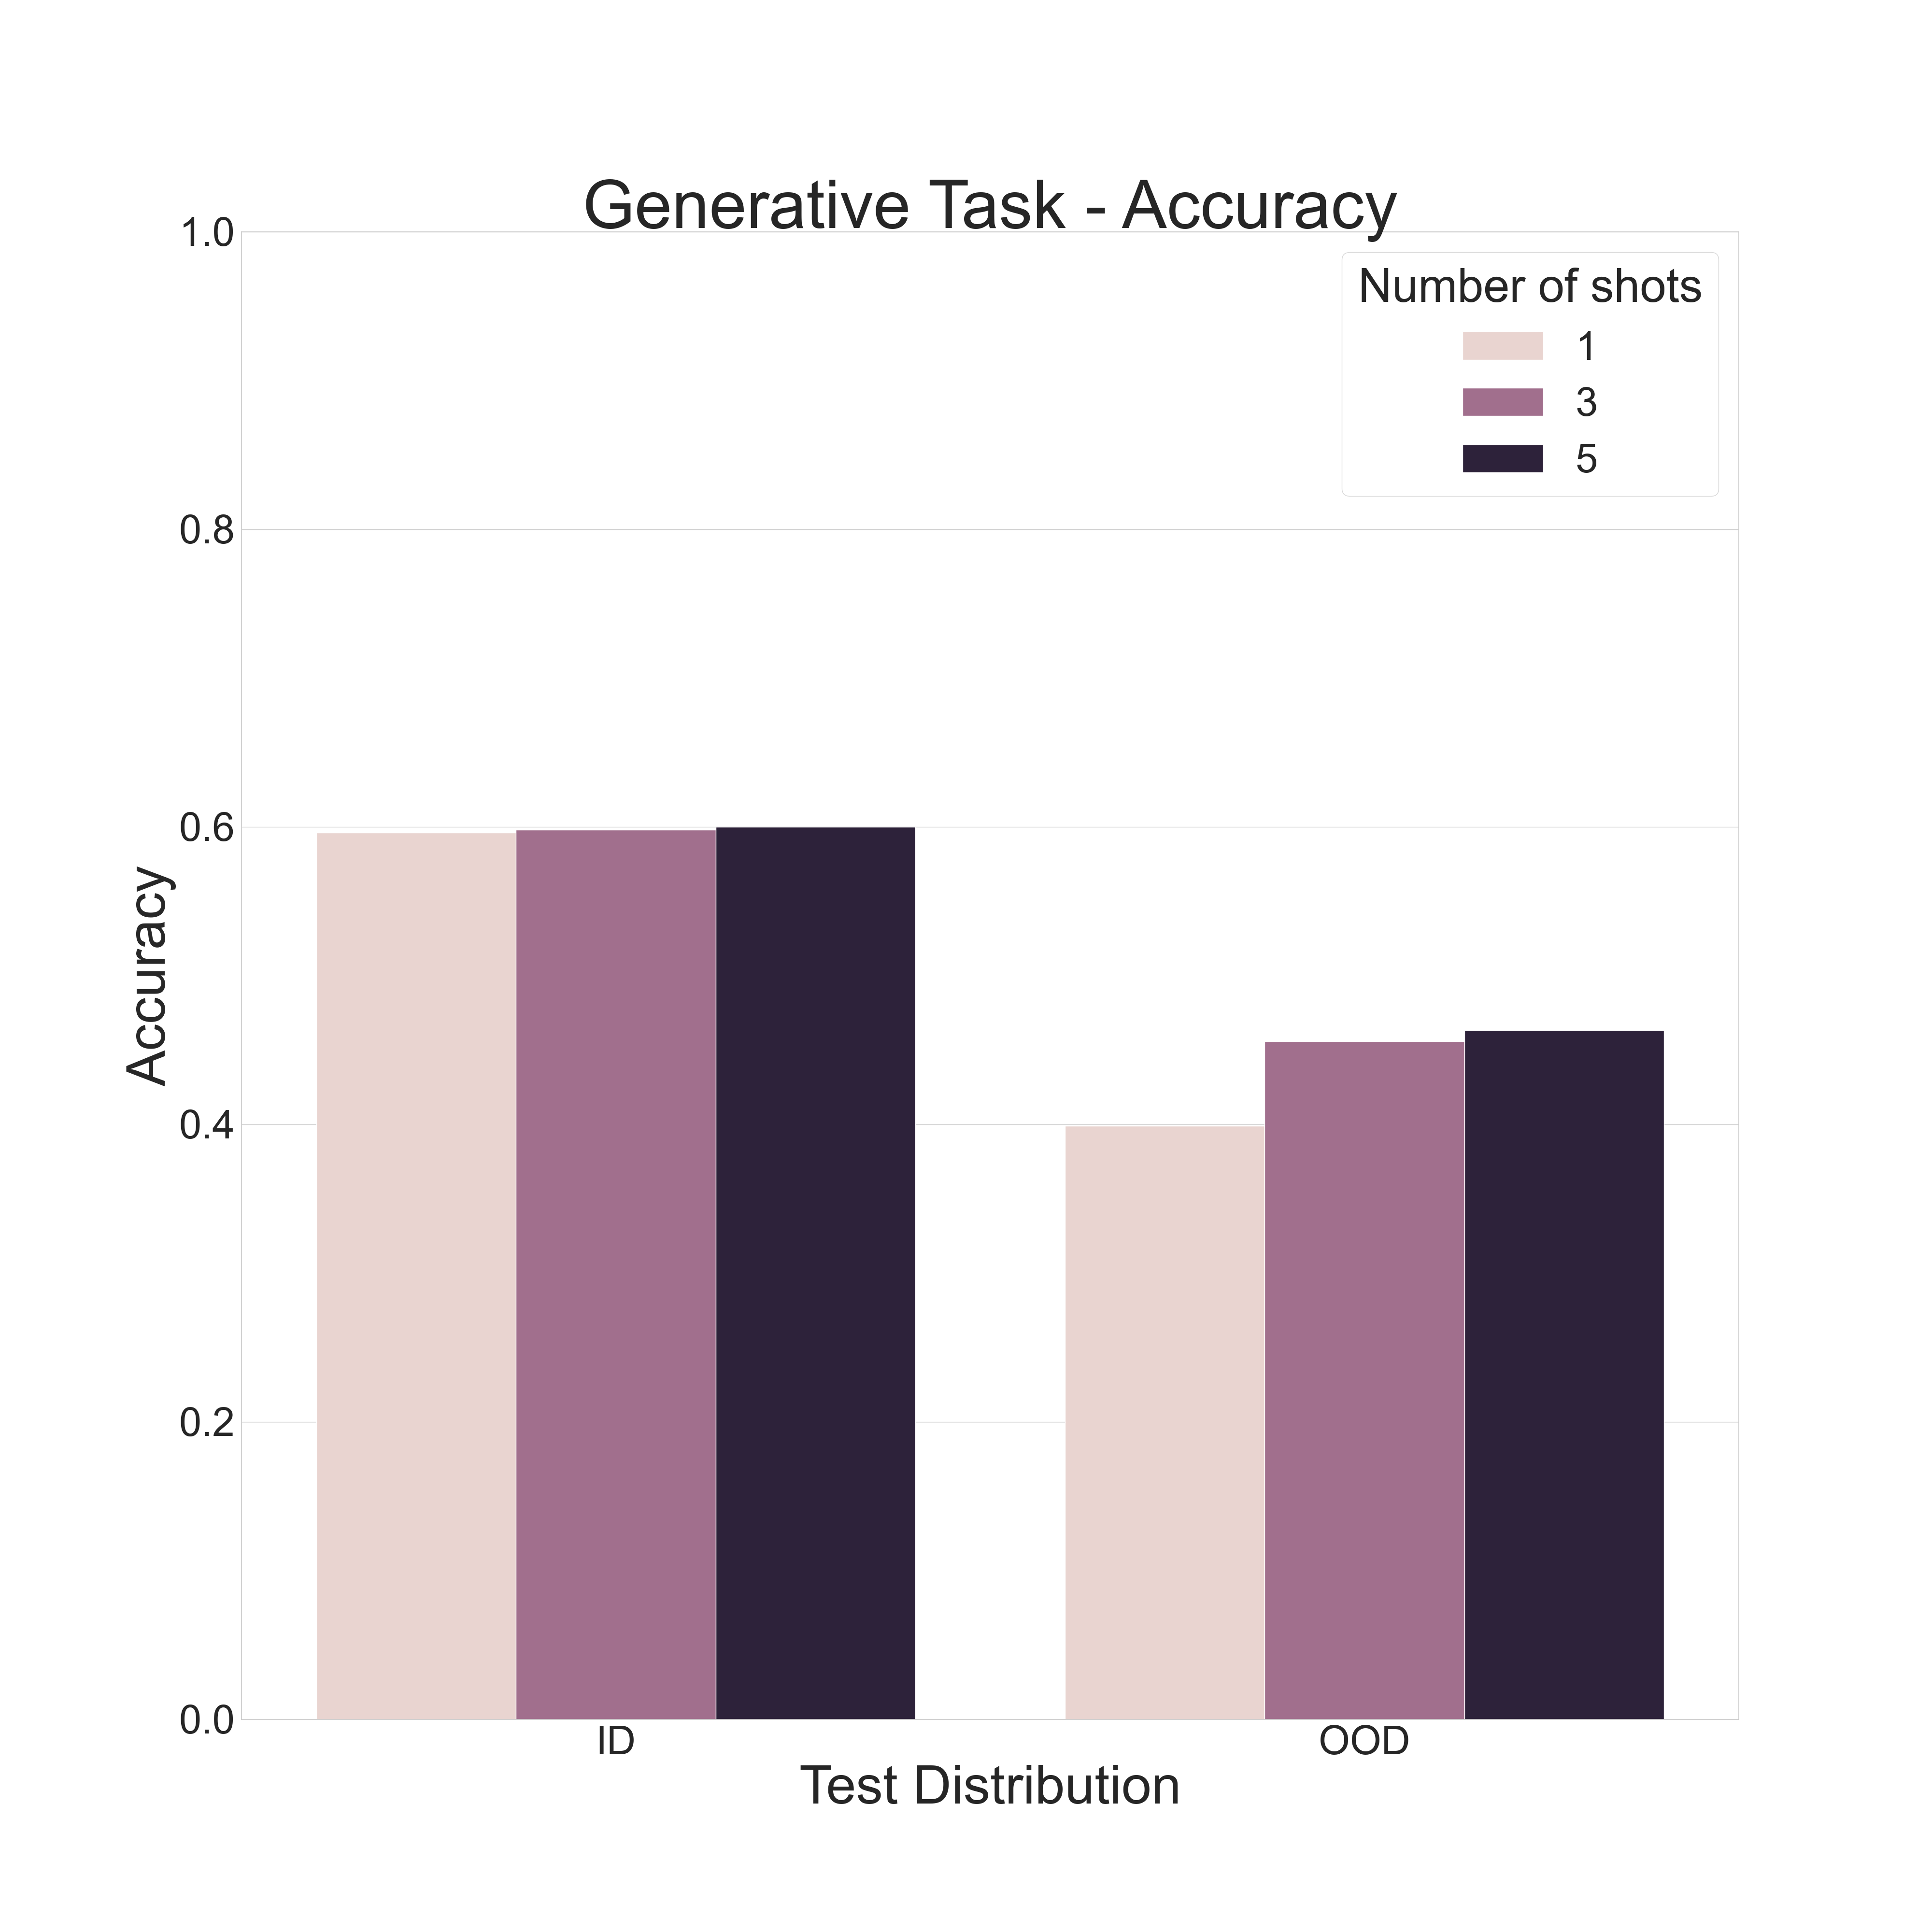 Generative Task - Accuracy
1.0
0.8
0.6
0.4
0.2
0.0
Accuracy
Number of shots
1
3
5
ID
OOD
Test Distribution